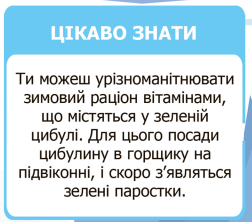 ЦІКАВО ЗНАТИ
Ти можеш урізноманітнювати
зимовий раціон вітамінами,
що містяться у зеленій
цибулі. Для цього посади
цибулину в горщику на
підвіконні, і скоро з’являться
зелені паростки.